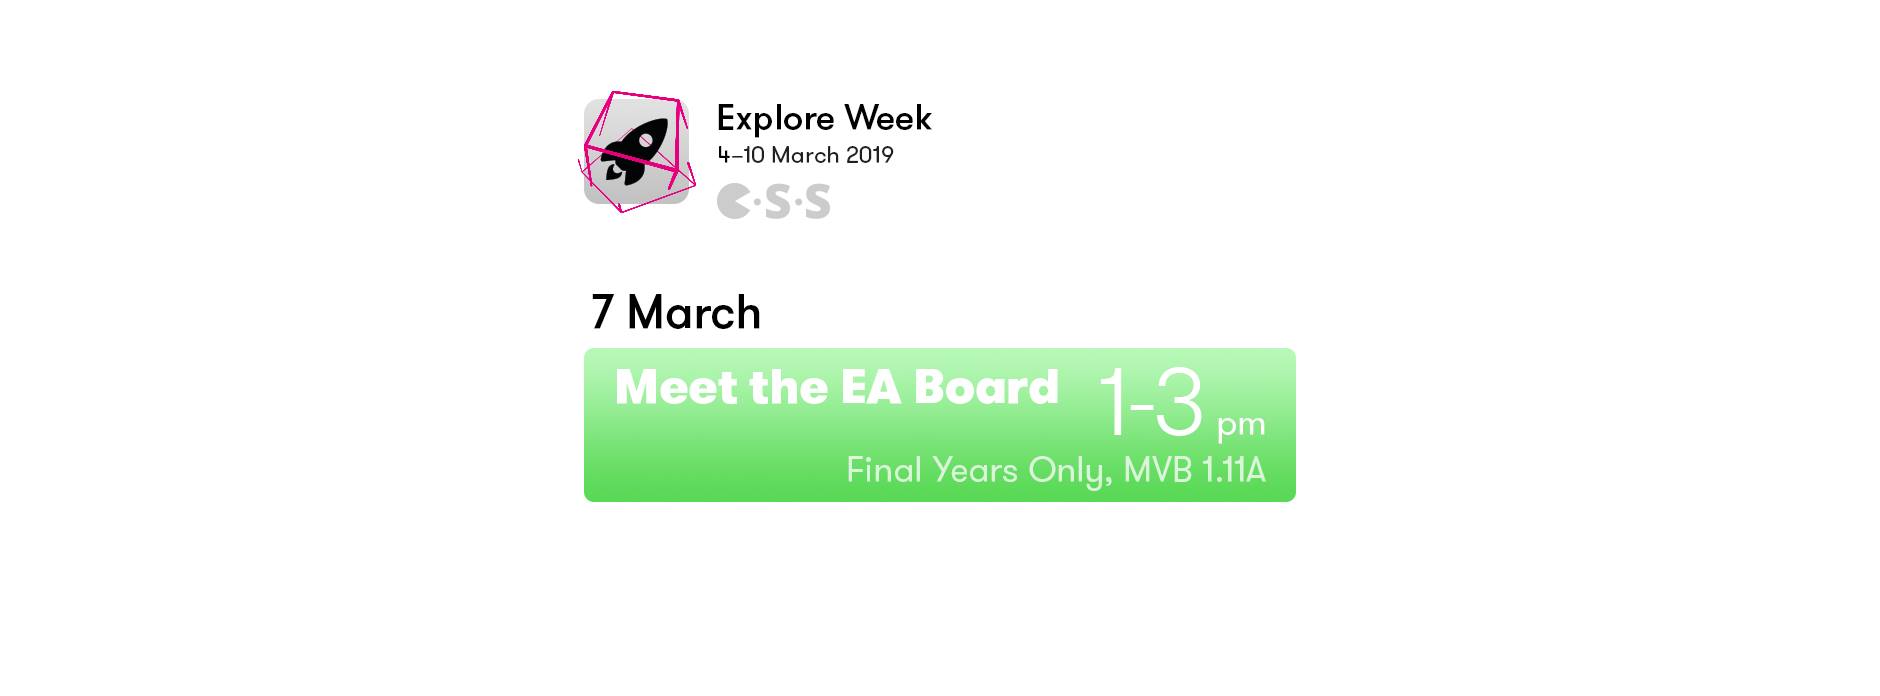 Explore Week
4–10 March 2019
C·S·S
7 March
Meet the EA Board 1-3 pm
Final Years Only, MVB 1.11A